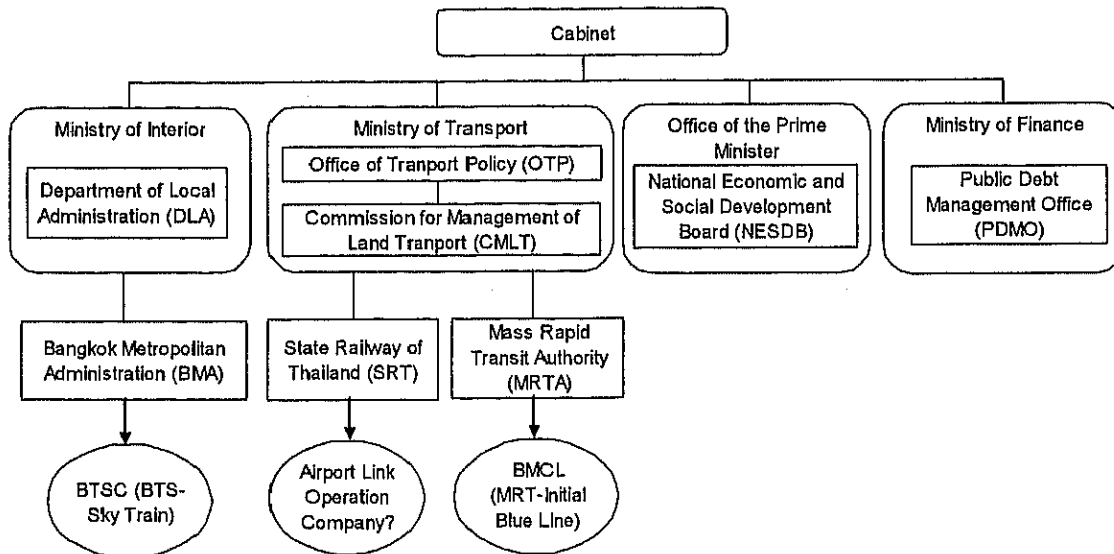 Cabinet
Ministry of Interior
Department of Local
Administration (DLA)
Ministry of Transport
Office of Tranport Policy (OTP)
Commission for Management of
Land Tranport (CMLT)
Office of the Prime
Minister
National Economic and
Social Development
Board (NESDB)
Ministry of Finance
Public Debt
Management Office
(PDMO)
Bangkok Metropolitan
Administration (BMA)
State Railway of
Thailand (SRT)
Mass Rapid
Transit Authority
(MRTA)
BTSC (BTS-
Sky Train)
Airport Link
Operation
Company?
BMCL
(MRT-Initial
Blue Line)